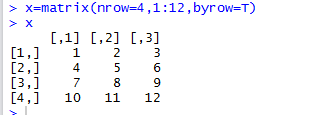 > x=matrix(nrow=4,1:12,byrow=T)
> x
     [,1] [,2] [,3]
[1,]    1    2    3
[2,]    4    5    6
[3,]    7    8    9
[4,]   10   11   12
>